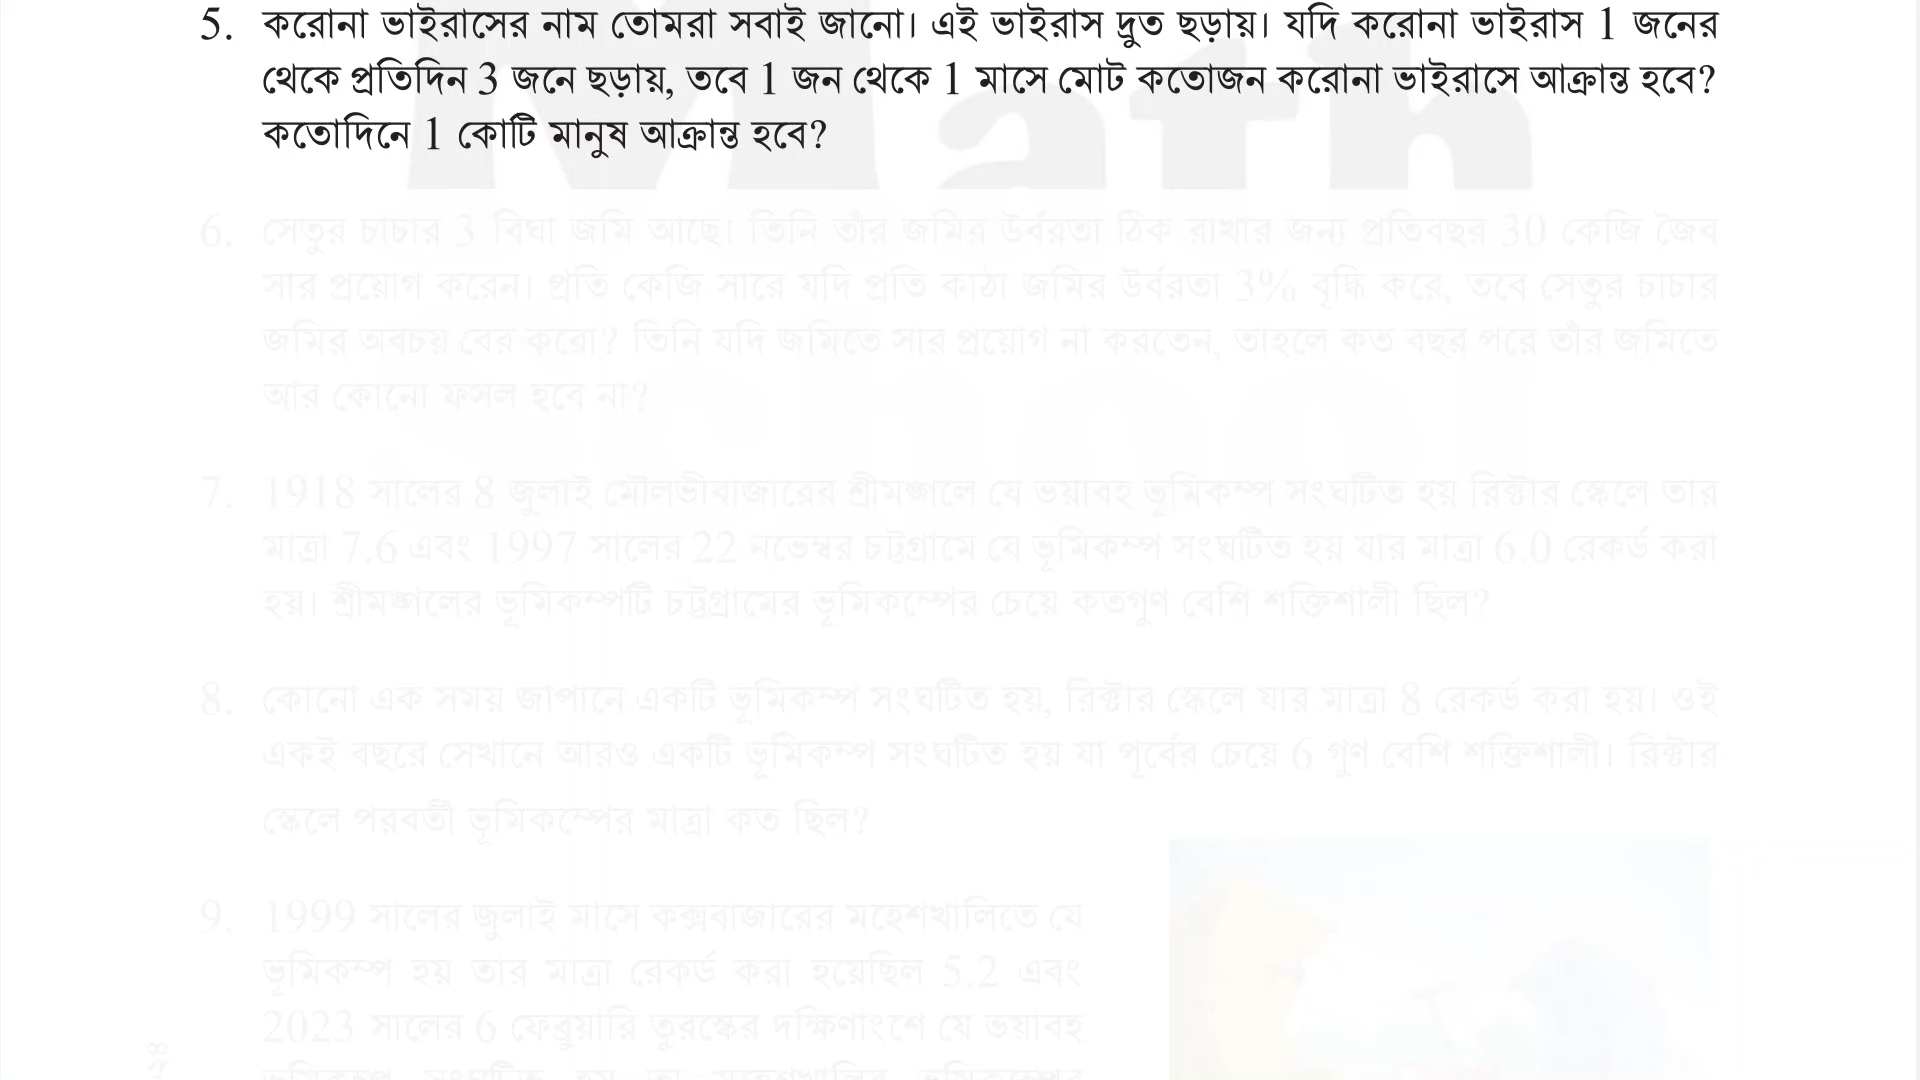 5. করোনা ভাইরাসের নাম তোমরা সবাই জানো। এই ভাইরাস দ্রুত ছড়ায়। যদি করোনা ভাইরাস 1 জনের
থেকে প্রতিদিন 3 জনে ছড়ায়, তবে 1 জন থেকে 1 মাসে মোট কতোজন করোনা ভাইরাসে আক্রান্ত হবে?
কতোদিনে 1 কোটি মানুষ আক্রান্ত হবে?
6. সেতুর চাচার 3 বিঘা জমি আছে। তিনি তাঁর জমির উর্বরতা ঠিক রাখার জন্য প্রতিবছর 30 কেজি জৈব
সার প্রয়োগ করেন। প্রতি কেজি সারে যদি প্রতি কাঠা জমির উর্বরতা 3% বৃদ্ধি করে, তবে সেতুর চাচার
জমির অবচয় বের করো? তিনি যদি জমিতে সার প্রয়োগ না করতেন, তাহলে কত বছর পরে তাঁর জমিতে
আর কোনো ফসল হবে না?
7. 1918 সালের 8 জুলাই মৌলভীবাজারের শ্রীমঙ্গলে যে ভয়াবহ ভূমিকম্প সংঘটিত হয় রিক্টার স্কেলে তার
মাত্রা 7.6 এবং 1997 সালের 22 নভেম্বর চট্টগ্রামে যে ভূমিকম্প সংঘটিত হয় যার মাত্রা 6.0 রেকর্ড করা
হয়। শ্রীমঙ্গলের ভূমিকম্পটি চট্টগ্রামের ভূমিকম্পের চেয়ে কতগুণ বেশি শক্তিশালী ছিল?
8. কোনো এক সময় জাপানে একটি ভূমিকম্প সংঘটিত হয়, রিক্টার স্কেলে যার মাত্রা 8 রেকর্ড করা হয়। ওই
একই বছরে সেখানে আরও একটি ভূমিকম্প সংঘটিত হয় যা পূর্বের চেয়ে 6 গুণ বেশি শক্তিশালী। রিক্টার
স্কেলে পরবর্তী ভূমিকম্পের মাত্রা কত ছিল?
9. 1999 সালের জুলাই মাসে কক্সবাজারের মহেশখালিতে যে
ভূমিকম্প হয় তার মাত্রা রেকর্ড করা হয়েছিল 5.2 এবং
2023 সালের 6 ফেব্রুয়ারি তুরস্কের দক্ষিণাংশে যে ভয়াবহ